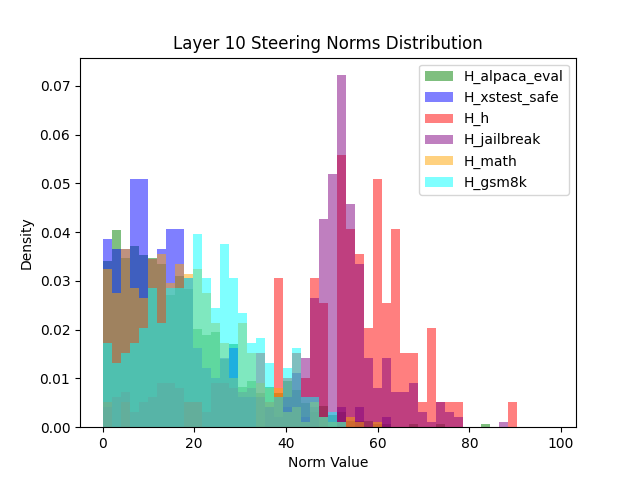 Layer 10 Steering Norms Distribution
H_alpaca_eval
H_xstest_safe
H_h
H_jailbreak
H_math
H_gsm8k
Density
0.07
0.06
0.05
0.04
0.03
0.02
0.01
0.00
0 20 40 60 80 100
Norm Value